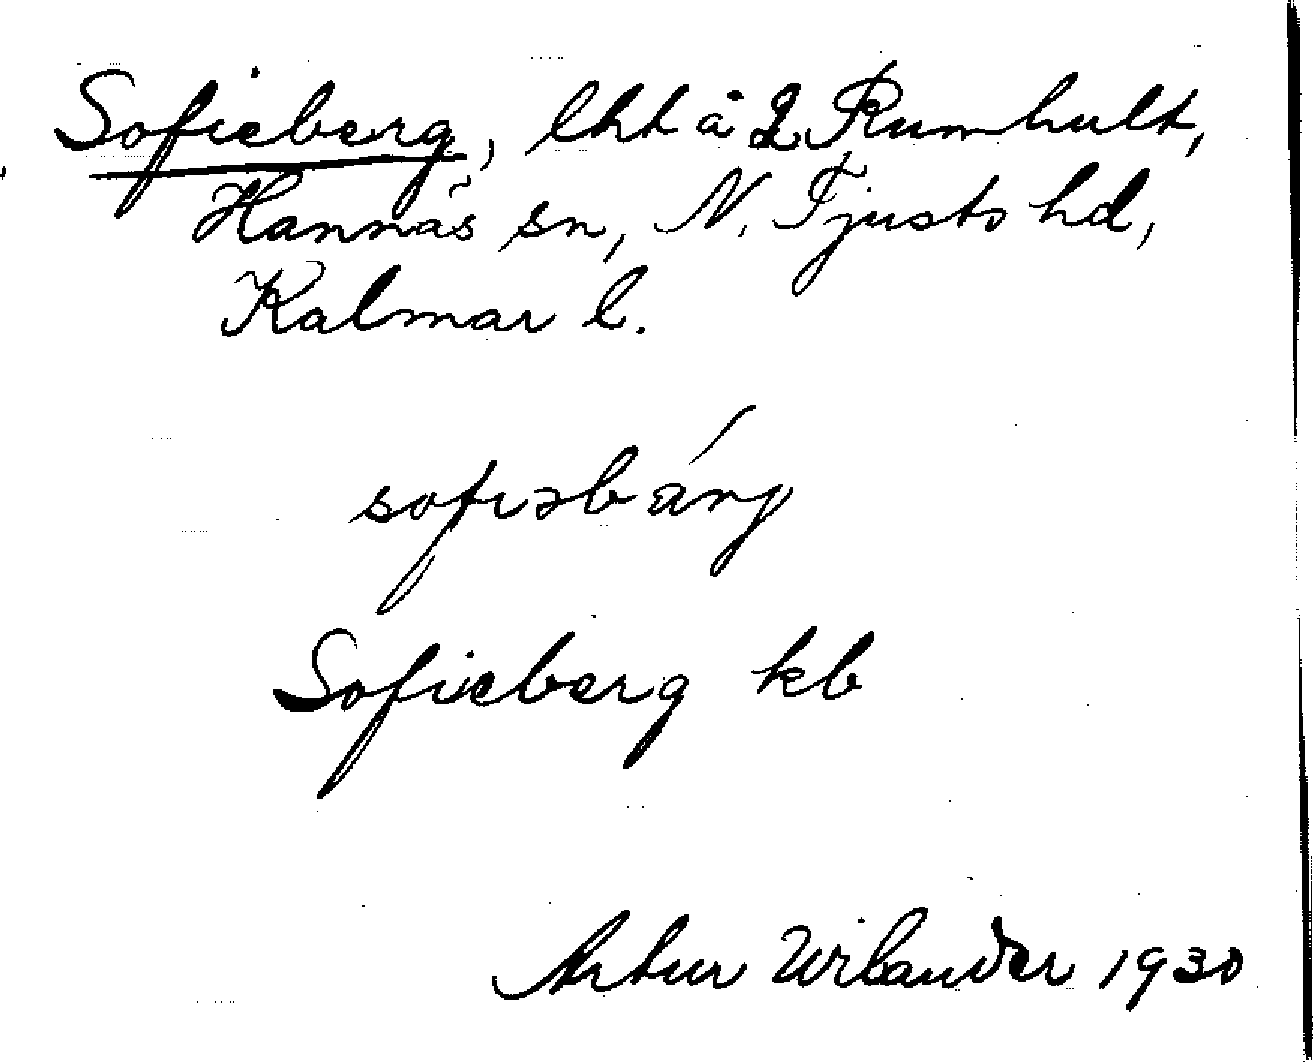 Sofieberg, lht å 2 Rumhult,
Hannäs sn, N. Tjusts hd,
Kalmar l.
sofiəbärj
Sofieberg kb
Artur Wilander 1930